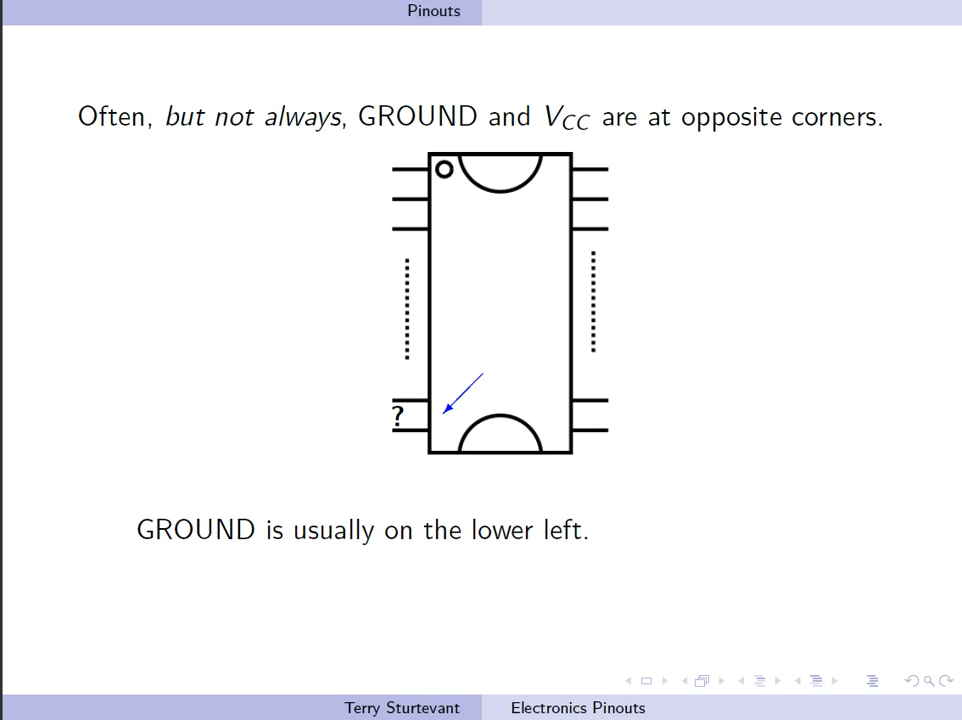 Pinouts
Often, but not always, GROUND and VCC are at opposite corners.
?
GROUND is usually on the lower left.
Terry Sturtevant Electronics Pinouts